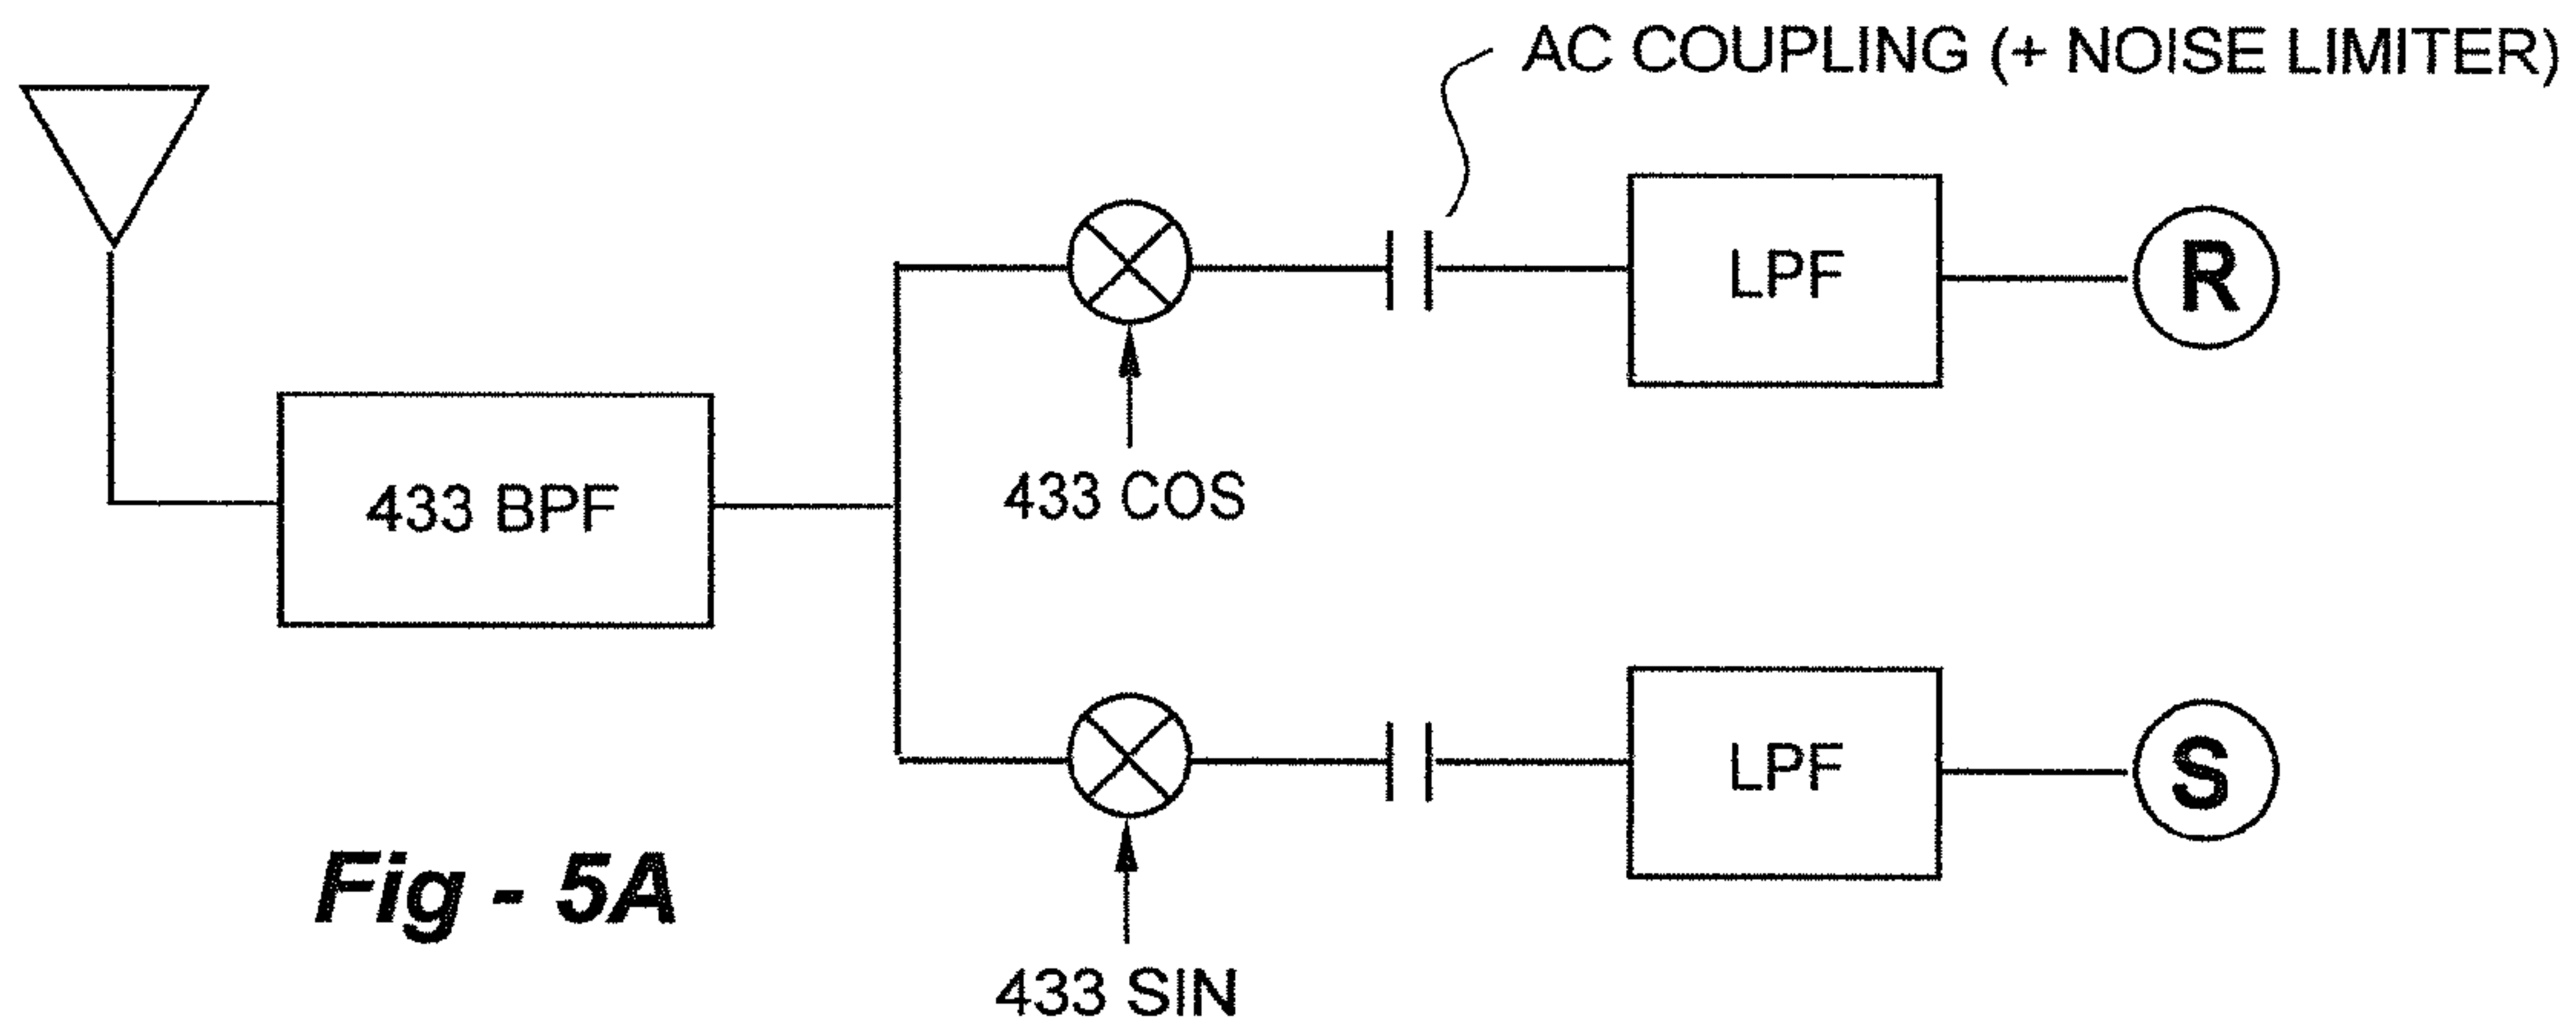 AC COUPLING (+ NOISE LIMITER)
LPF
R
433 BPF
433 COS
LPF
S
Fig - 5A
433 SIN